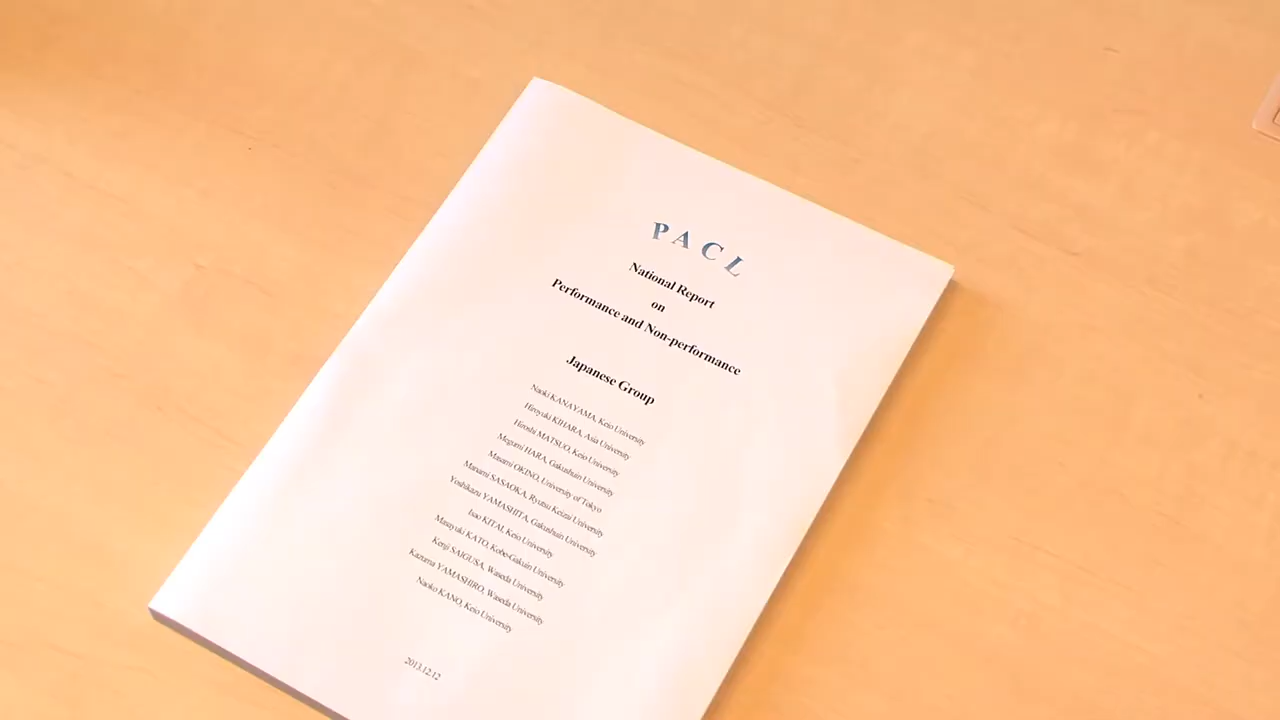 PACL
National Report
on
Performance and Non-performance
Japanese Group
Naoki KANAYAMA, Keio University
Hiroyuki KIHARA, Asia University
Hiroshi MATSUO, Keio University
Megumi HARA, Gakushuin University
Masami OKINO, University of Tokyo
Manami SASAOKA, Ryutsu Keizai University
Yoshikazu YAMASHITA, Gakushuin University
Isao KITAI, Keio University
Masayuki KATO, Kobe-Gakuin University
Kenji SAIGUSA, Waseda University
Kazuma YAMASHIRO, Waseda University
Naoko KANO, Keio University
2013.12.12